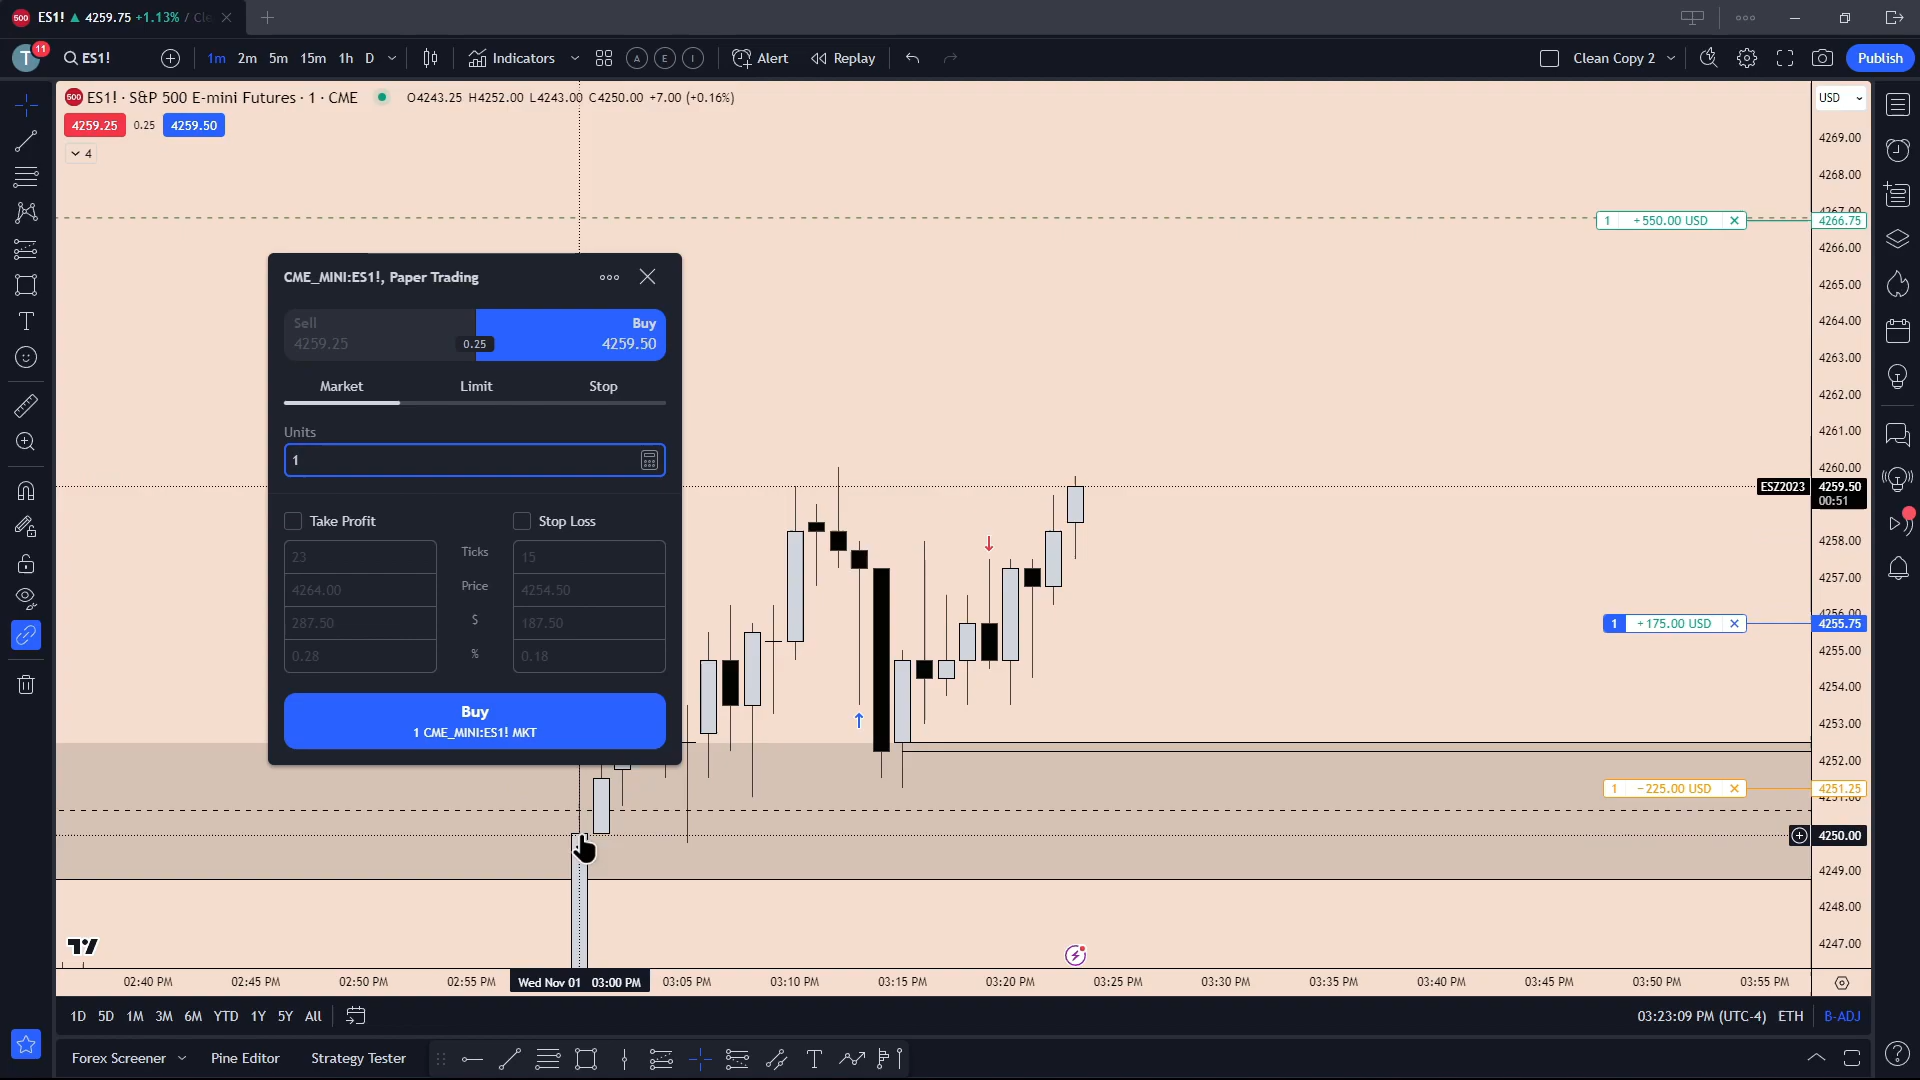 500 ES1! ▲ 4259.75 +1.13% / Cle
T 11 ES1! 1m 2m 5m 15m 1h D Indicators A E I Alert Replay Clean Copy 2 Publish
500 ES1! · S&P 500 E-mini Futures · 1 · CME O4243.25 H4252.00 L4243.00 C4250.00 +7.00 (+0.16%) USD
4259.25 0.25 4259.50
4
4269.00
4268.00
4267.00
1 +550.00 USD 4266.75
4266.00
4265.00
4264.00
4263.00
4262.00
4261.00
4260.00
ESZ2023 4259.50
00:51
4258.00
4257.00
4256.00
1 +175.00 USD 4255.75
4255.00
4254.00
4253.00
4252.00
1 -225.00 USD 4251.25
4251.00
4250.00
4249.00
4248.00
4247.00
CME_MINI:ES1!, Paper Trading
Sell Buy
4259.25 0.25 4259.50
Market Limit Stop
Units
1
Take Profit Stop Loss
23 Ticks 15
4264.00 Price 4254.50
287.50 $ 187.50
0.28 % 0.18
Buy
1 CME_MINI:ES1! MKT
02:40 PM 02:45 PM 02:50 PM 02:55 PM Wed Nov 01 03:00 PM 03:05 PM 03:10 PM 03:15 PM 03:20 PM 03:25 PM 03:30 PM 03:35 PM 03:40 PM 03:45 PM 03:50 PM 03:55 PM
1D 5D 1M 3M 6M YTD 1Y 5Y All 03:23:09 PM (UTC-4) ETH B-ADJ
Forex Screener Pine Editor Strategy Tester T